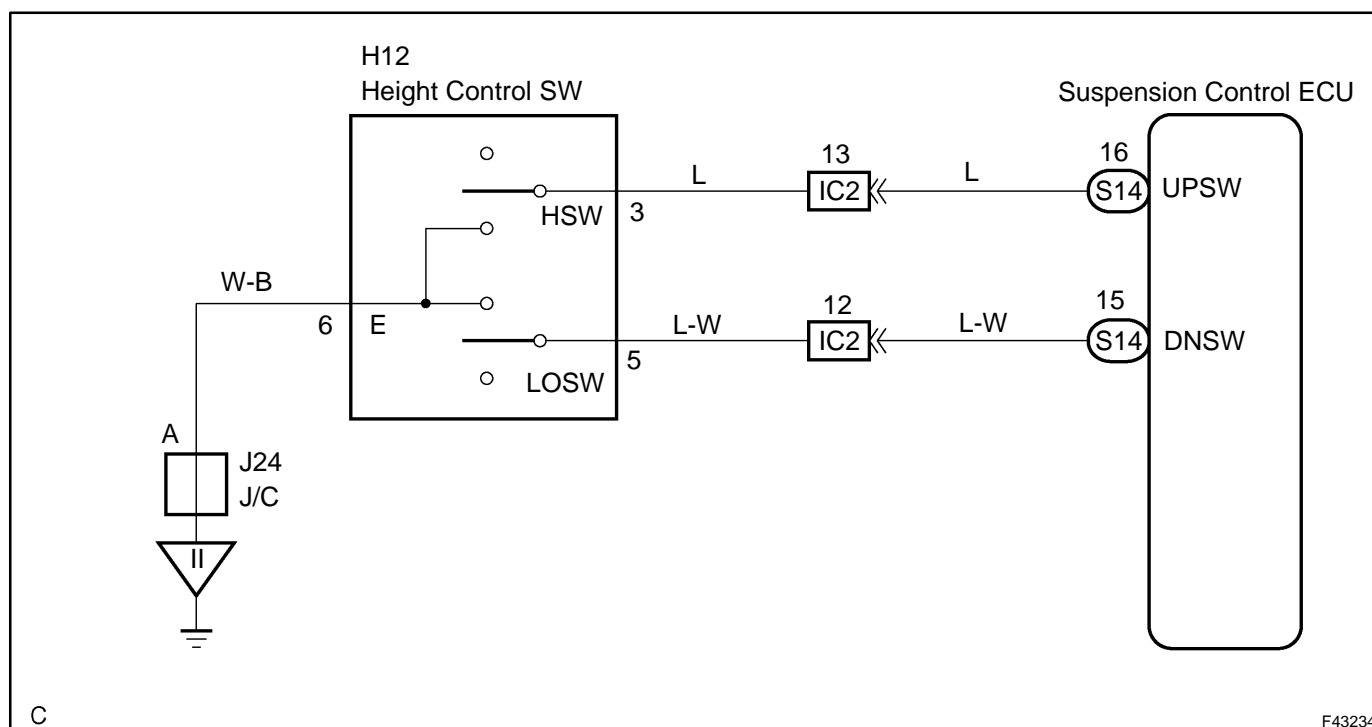 H12
Height Control SW
Suspension Control ECU
HSW
3
L
13
IC2
L
16
S14
UPSW
W-B
6
E
LOSW
5
L-W
12
IC2
L-W
15
S14
DNSW
A
J24
J/C
II
C
F43234